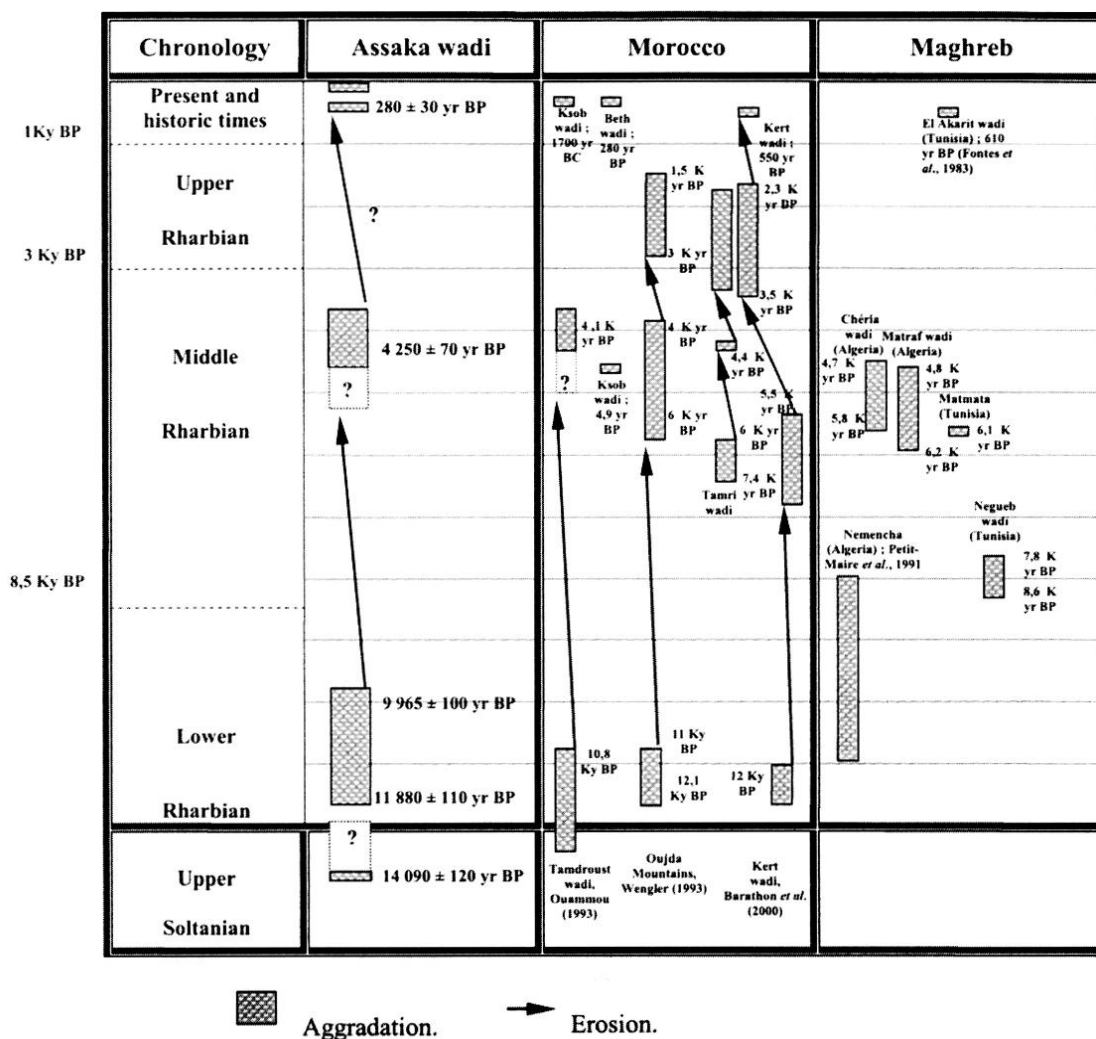 Chronology
Assaka wadi
Morocco
Maghreb
1Ky BP
3 Ky BP
8,5 Ky BP
Present and
historic times
Upper
Rharbian
Middle
Rharbian
Lower
Rharbian
Upper
Soltanian
280 ± 30 yr BP
?
4 250 ± 70 yr BP
?
9 965 ± 100 yr BP
11 880 ± 110 yr BP
?
14 090 ± 120 yr BP
Ksob
wadi ;
1700 yr
BC
Beth
wadi ;
280 yr
BP
Kert
wadi ;
550 yr
BP
1,5 K
yr BP
2,3 K
yr BP
3 K yr
BP
3,5 K
yr BP
4 ,1 K
yr BP
?
Ksob
wadi ;
4,9 yr
BP
4 K yr
BP
6 K yr
BP
4,4 K
yr BP
5,5 K
yr BP
6 K yr
BP
7,4 K
yr BP
Tamri
wadi
10,8
Ky BP
11 Ky
BP
12,1
Ky BP
12 Ky
BP
Tamdroust
wadi,
Ouammou
(1993)
Oujda
Mountains,
Wengler (1993)
Kert
wadi,
Barathon et al.
(2000)
El Akarit wadi
(Tunisia) ; 610
yr BP (Fontes et
al., 1983)
Chéria
wadi
(Algeria)
4,7 K
yr BP
5,8 K
yr BP
Matraf wadi
(Algeria)
4,8 K
yr BP
6,2 K
yr BP
Matmata
(Tunisia)
6,1 K
yr BP
Nemencha
(Algeria) ; Petit-
Maire et al., 1991
Negueb
wadi
(Tunisia)
7,8 K
yr BP
8,6 K
yr BP
Aggradation.
Erosion.